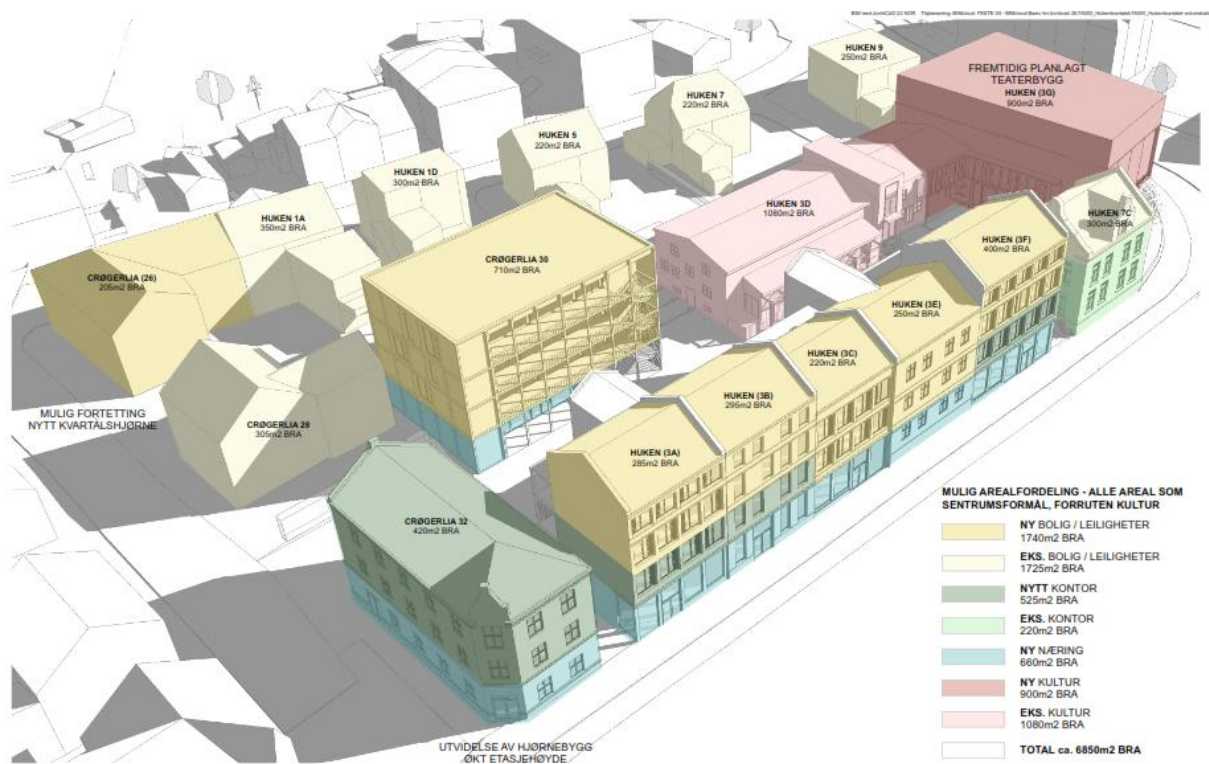 HUKEN 9
250m2 BRA
FREMTIDIG PLANLAGT
TEATERBYGG
HUKEN (3G)
900m2 BRA
HUKEN 7
220m2 BRA
HUKEN 5
220m2 BRA
HUKEN 1D
300m2 BRA
HUKEN 3D
1080m2 BRA
HUKEN 7C
300m2 BRA
HUKEN 1A
350m2 BRA
CRØGERLIA (26)
205m2 BRA
CRØGERLIA 30
710m2 BRA
HUKEN (3F)
400m2 BRA
HUKEN (3E)
250m2 BRA
HUKEN (3C)
220m2 BRA
HUKEN (3B)
295m2 BRA
HUKEN (3A)
285m2 BRA
MULIG FORTETTING
NYTT KVARTALSHJØRNE
CRØGERLIA 28
305m2 BRA
CRØGERLIA 32
420m2 BRA
UTVIDELSE AV HJØRNEBYGG
ØKT ETASJEHØYDE
MULIG AREALFORDELING - ALLE AREAL SOM
SENTRUMSFORMÅL, FORRUTEN KULTUR
NY BOLIG / LEILIGHETER
1740m2 BRA
EKS. BOLIG / LEILIGHETER
1725m2 BRA
NYTT KONTOR
525m2 BRA
EKS. KONTOR
220m2 BRA
NY NÆRING
660m2 BRA
NY KULTUR
900m2 BRA
EKS. KULTUR
1080m2 BRA
TOTAL ca. 6850m2 BRA